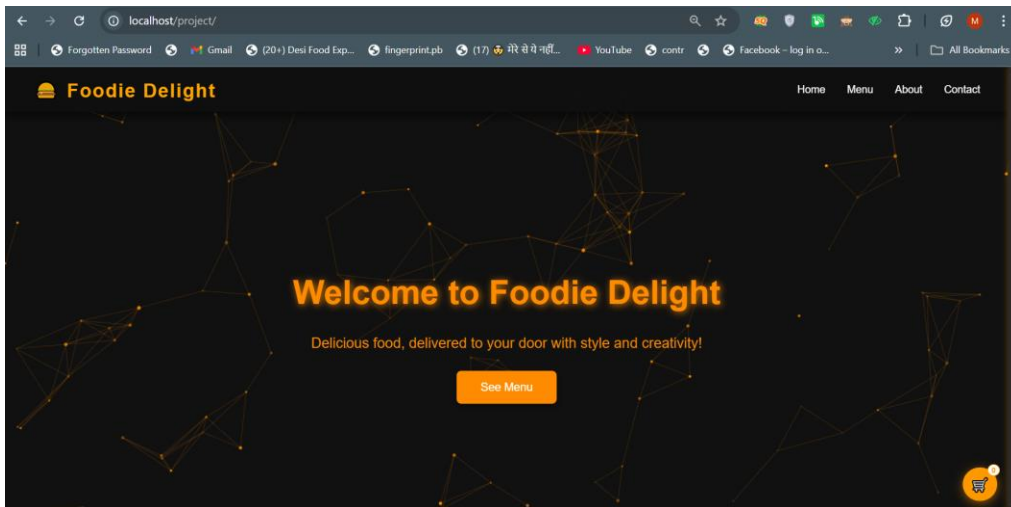 localhost/project/
M
Forgotten Password
Gmail
(20+) Desi Food Exp...
fingerprint.pb
(17) मेरे से ये नहीं...
YouTube
contr
Facebook – log in o...
»
All Bookmarks
Foodie Delight
Home Menu About Contact
Welcome to Foodie Delight
Delicious food, delivered to your door with style and creativity!
See Menu
0